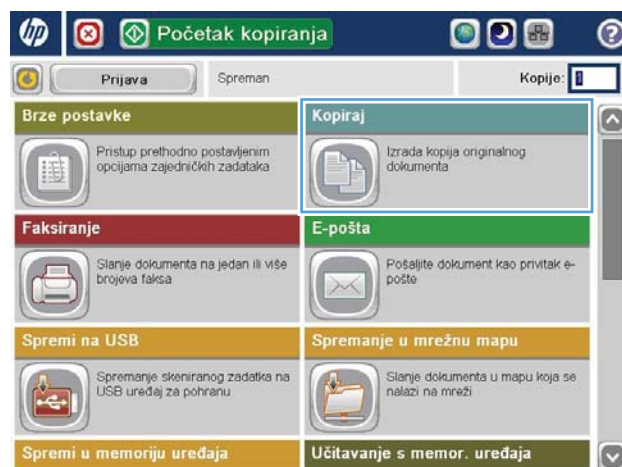 hp
Početak kopiranja
?
Prijava
Spreman
Kopije: 1
Brze postavke
Kopiraj
Pristup prethodno postavljenim
opcijama zajedničkih zadataka
Izrada kopija originalnog
dokumenta
Faksiranje
E-pošta
Slanje dokumenta na jedan ili više
brojeva faksa
Pošaljite dokument kao privitak e-
pošte
Spremi na USB
Spremanje u mrežnu mapu
Spremanje skeniranog zadatka na
USB uređaj za pohranu
Slanje dokumenta u mapu koja se
nalazi na mreži
Spremi u memoriju uređaja
Učitavanje s memor. uređaja